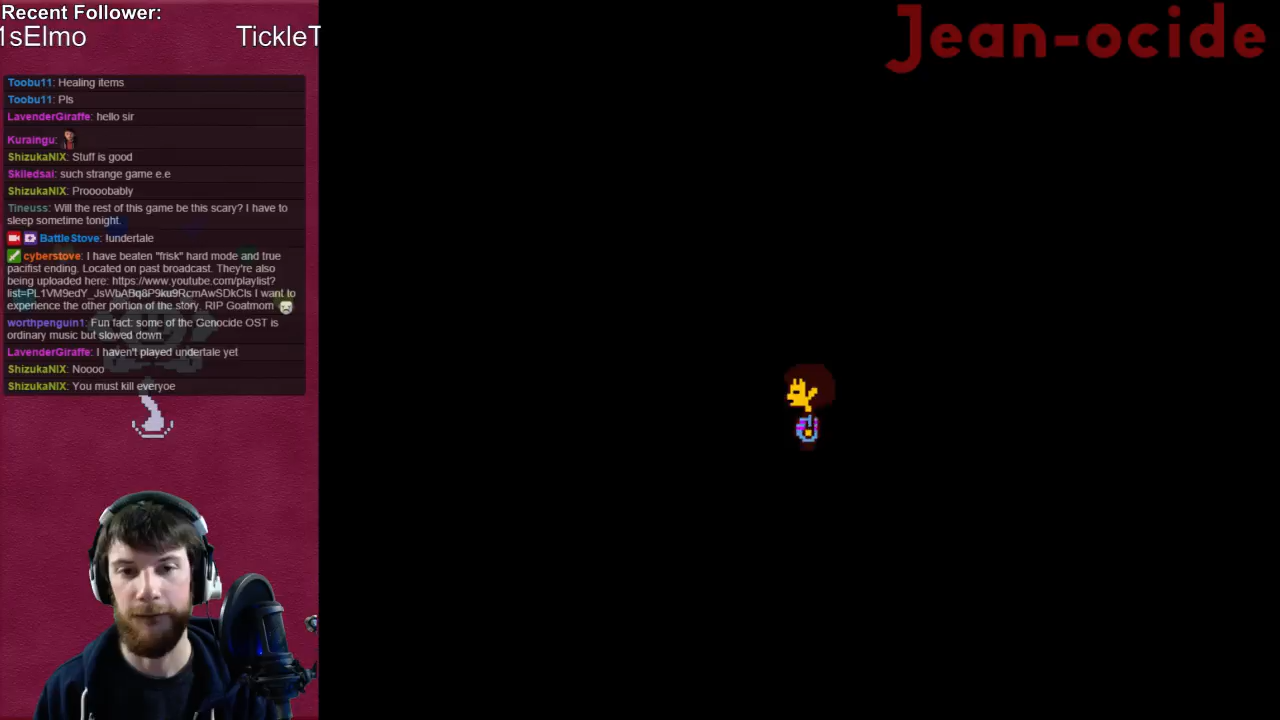 Recent Follower:
1sElmo TickleT
Jean-ocide
Toobu11: Healing items
Toobu11: Pls
LavenderGiraffe: hello sir
Kuraingu:
ShizukaNIX: Stuff is good
Skiledsai: such strange game e.e
ShizukaNIX: Proooobably
Tineuss: Will the rest of this game be this scary? I have to
sleep sometime tonight.
BattleStove: !undertale
cyberstove: I have beaten "frisk" hard mode and true
pacifist ending. Located on past broadcast. They're also
being uploaded here: https://www.youtube.com/playlist?
I want to
experience the other portion of the story. RIP Goatmom
worthpenguin1: Fun fact: some of the Genocide OST is
ordinary music but slowed down
LavenderGiraffe: I haven't played undertale yet
ShizukaNIX: Noooo
ShizukaNIX: You must kill everyoe